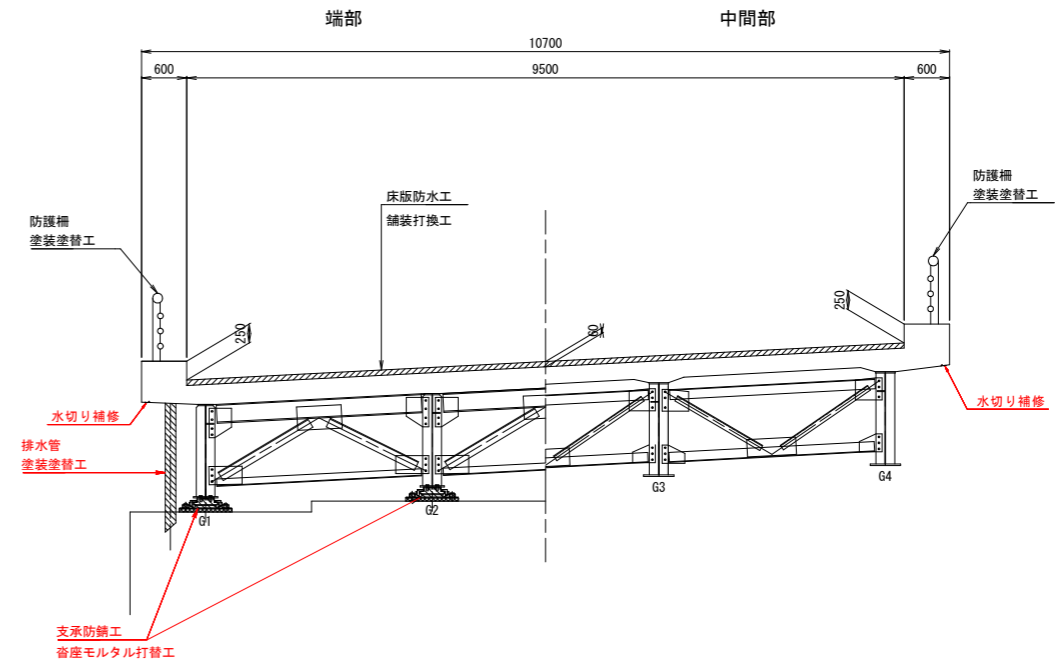 端部
中間部
10700
600
9500
600
防護柵
塗装塗替工
床版防水工
舗装打換工
防護柵
塗装塗替工
250
80
250
水切り補修
水切り補修
排水管
塗装塗替工
G1
G2
G3
G4
支承防錆工
沓座モルタル打替工